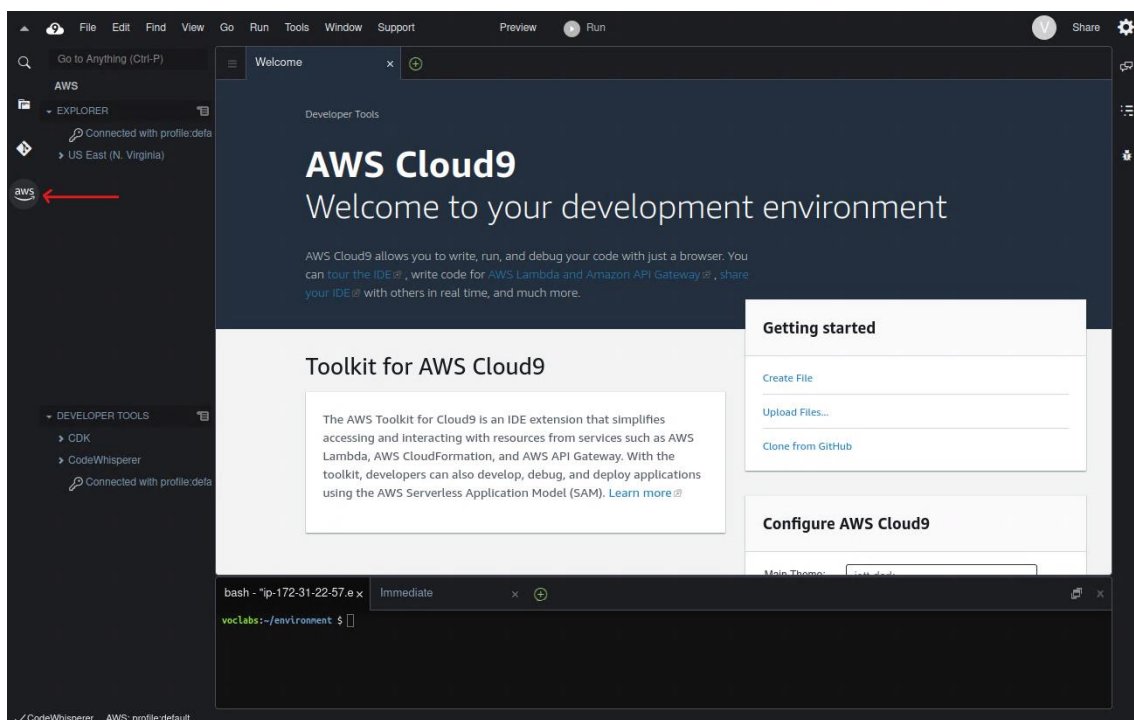 9 File Edit Find View Go Run Tools Window Support Preview Run V Share
Go to Anything (Ctrl-P)
AWS
EXPLORER
Connected with profile:defa
US East (N. Virginia)
aws
DEVELOPER TOOLS
CDK
CodeWhisperer
Connected with profile:defa
Welcome
Developer Tools
AWS Cloud9
Welcome to your development environment
AWS Cloud9 allows you to write, run, and debug your code with just a browser. You
can tour the IDE , write code for AWS Lambda and Amazon API Gateway , share
your IDE with others in real time, and much more.
Toolkit for AWS Cloud9
The AWS Toolkit for Cloud9 is an IDE extension that simplifies
accessing and interacting with resources from services such as AWS
Lambda, AWS CloudFormation, and AWS API Gateway. With the
toolkit, developers can also develop, debug, and deploy applications
using the AWS Serverless Application Model (SAM). Learn more
Getting started
Create File
Upload Files...
Clone from GitHub
Configure AWS Cloud9
Main Theme: jett-dark
bash - "ip-172-31-22-57.e Immediate
voclabs:~/environment $
CodeWhisperer AWS: profile:default